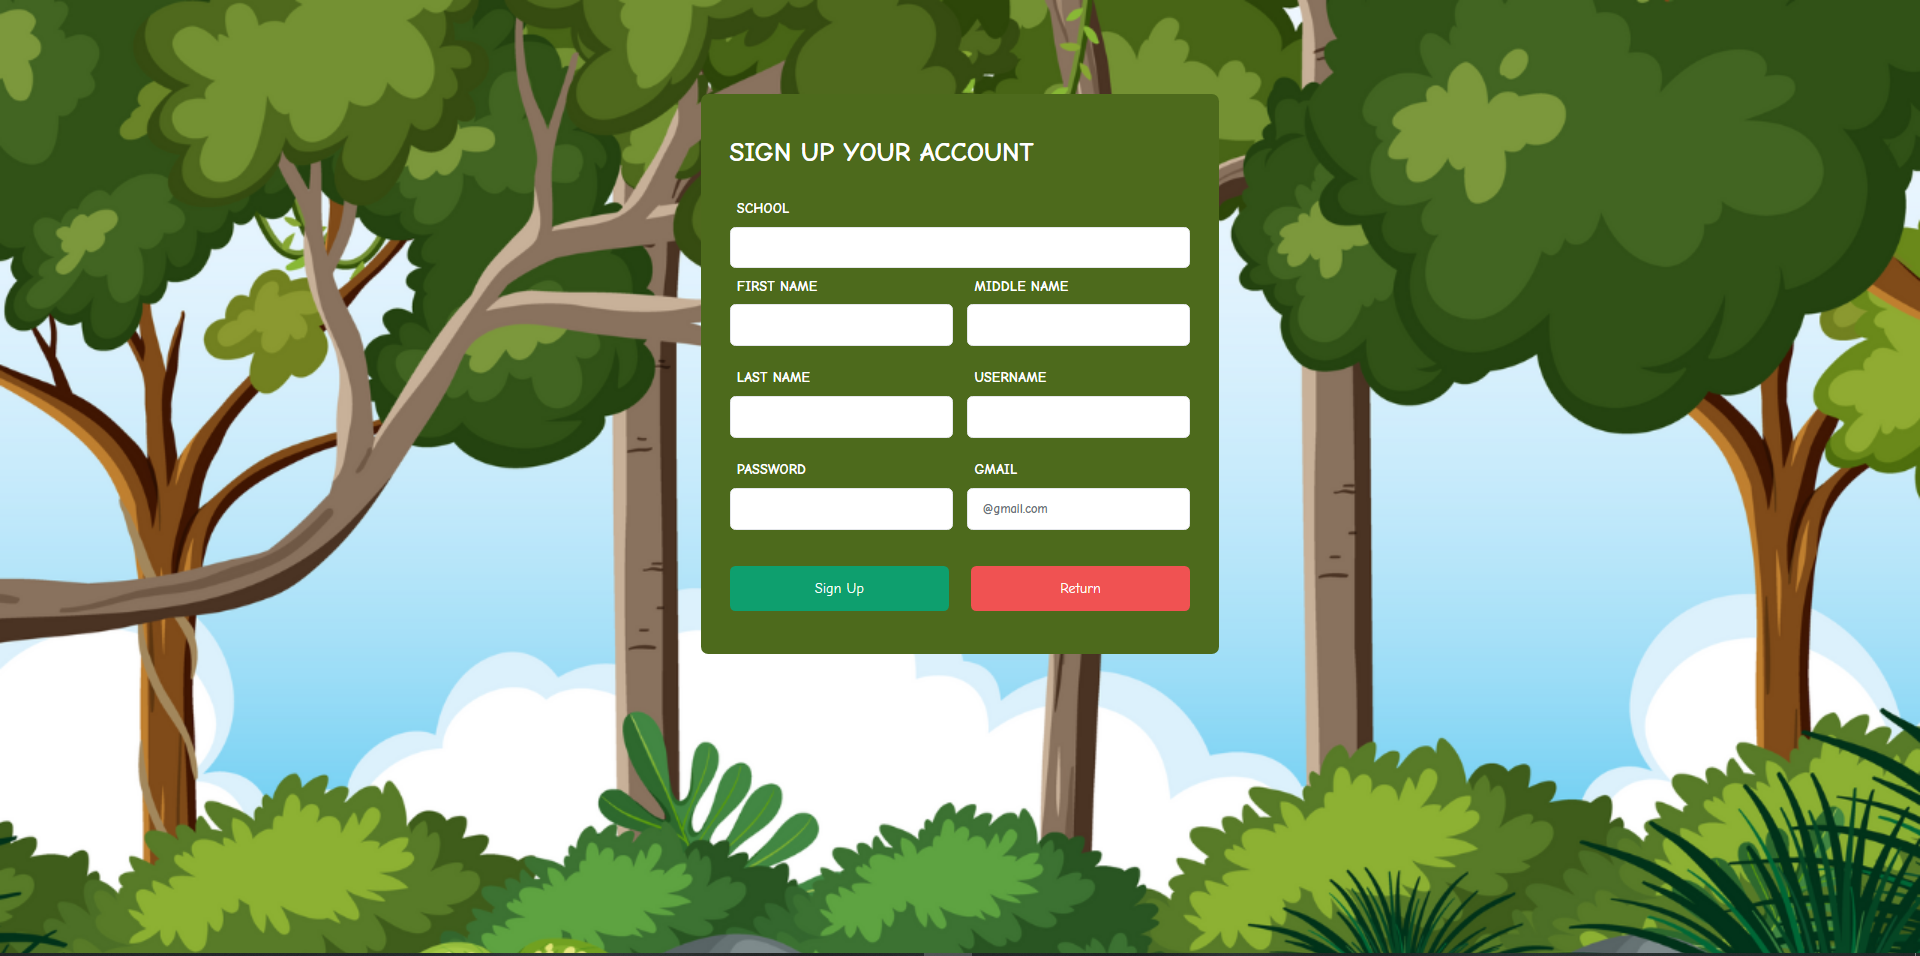 SIGN UP YOUR ACCOUNT
SCHOOL
FIRST NAME MIDDLE NAME
LAST NAME USERNAME
PASSWORD GMAIL
@gmail.com
Sign Up Return